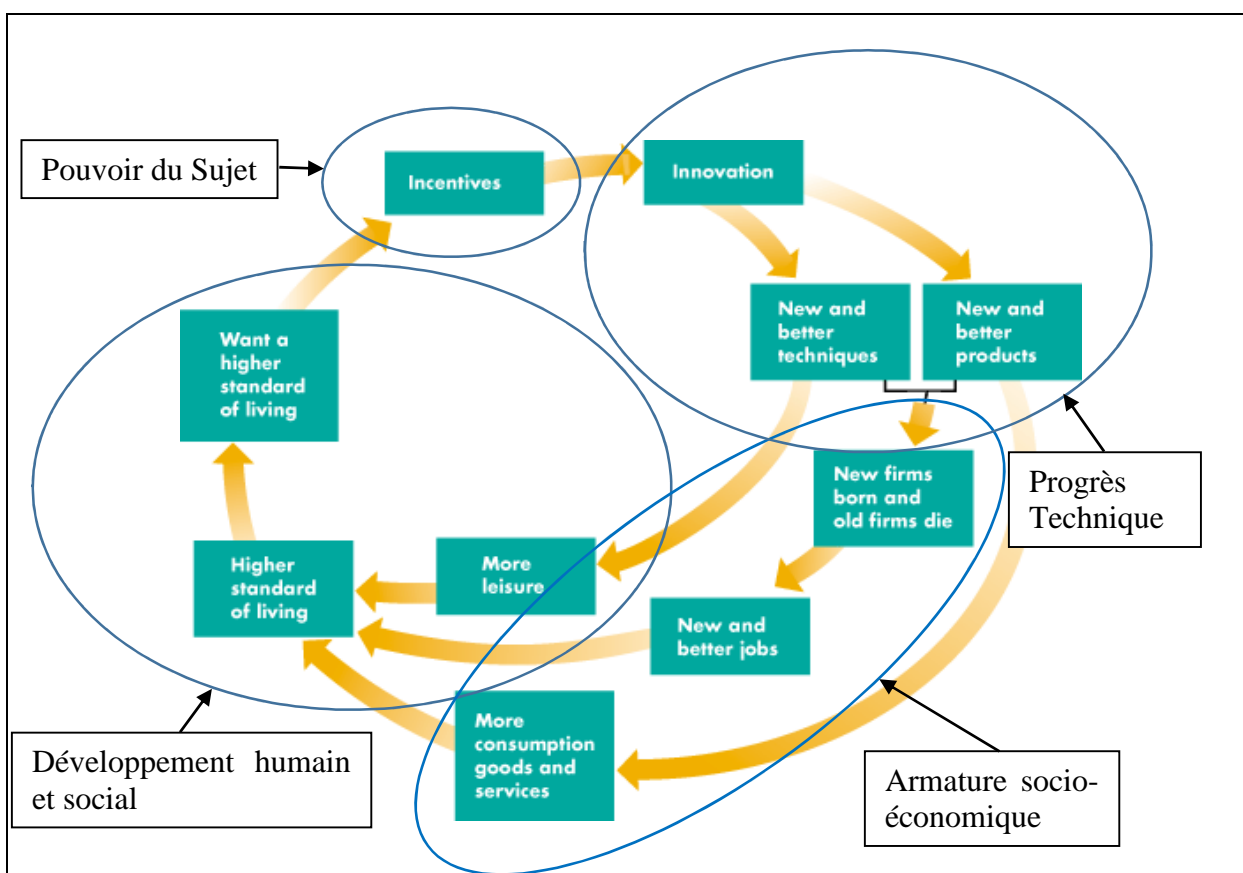 Pouvoir du Sujet
Incentives
Innovation
New and
better
techniques
New and
better
products
Want a
higher
standard
of living
New firms
born and
old firms die
Progrès
Technique
Higher
standard
of living
More
leisure
New and
better jobs
More
consumption
goods and
services
Développement humain
et social
Armature socio-
économique